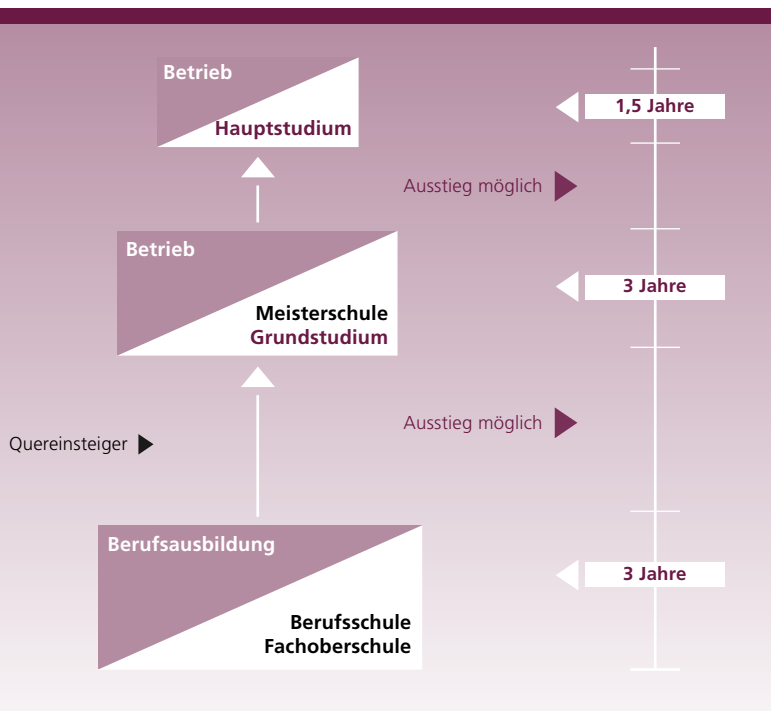 Betrieb
Hauptstudium
1,5 Jahre
Ausstieg möglich
Betrieb
Meisterschule
Grundstudium
3 Jahre
Ausstieg möglich
Quereinsteiger
Berufsausbildung
Berufsschule
Fachoberschule
3 Jahre